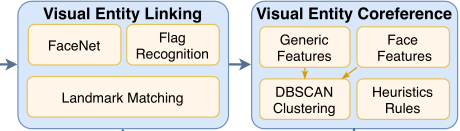 Visual Entity Linking
FaceNet
Flag
Recognition
Landmark Matching
Visual Entity Coreference
Generic
Features
Face
Features
DBSCAN
Clustering
Heuristics
Rules